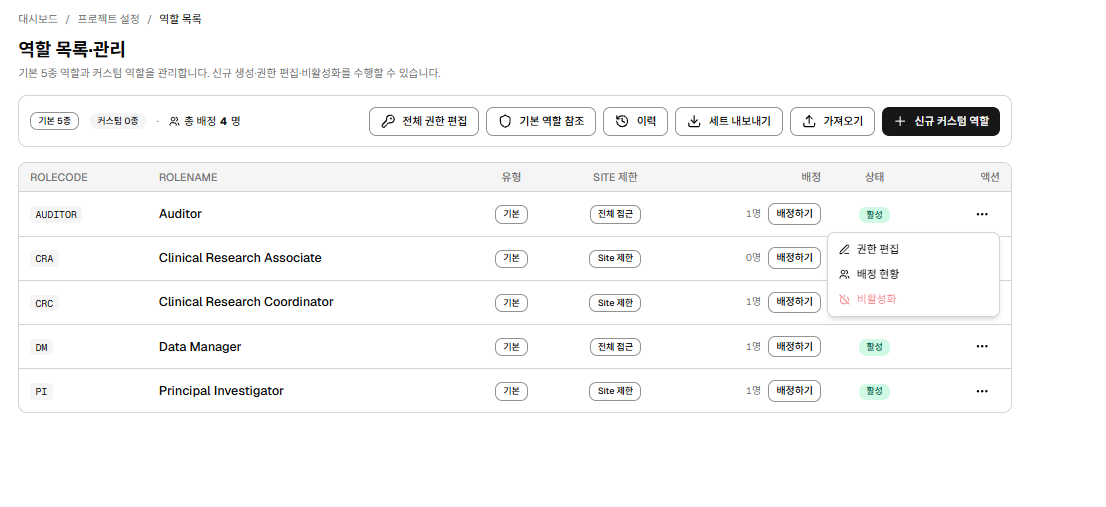 대시보드 / 프로젝트 설정 / 역할 목록
역할 목록·관리
기본 5종 역할과 커스텀 역할을 관리합니다. 신규 생성·권한 편집·비활성화를 수행할 수 있습니다.
기본 5종 커스텀 0종 · 총 배정 4 명 전체 권한 편집 기본 역할 참조 이력 세트 내보내기 가져오기 신규 커스텀 역할
ROLECODE ROLENAME 유형 SITE 제한 배정 상태 액션
AUDITOR Auditor 기본 전체 접근 1명 배정하기 활성
CRA Clinical Research Associate 기본 Site 제한 0명 배정하기
권한 편집
배정 현황
비활성화
CRC Clinical Research Coordinator 기본 Site 제한 1명 배정하기
DM Data Manager 기본 전체 접근 1명 배정하기 활성
PI Principal Investigator 기본 Site 제한 1명 배정하기 활성